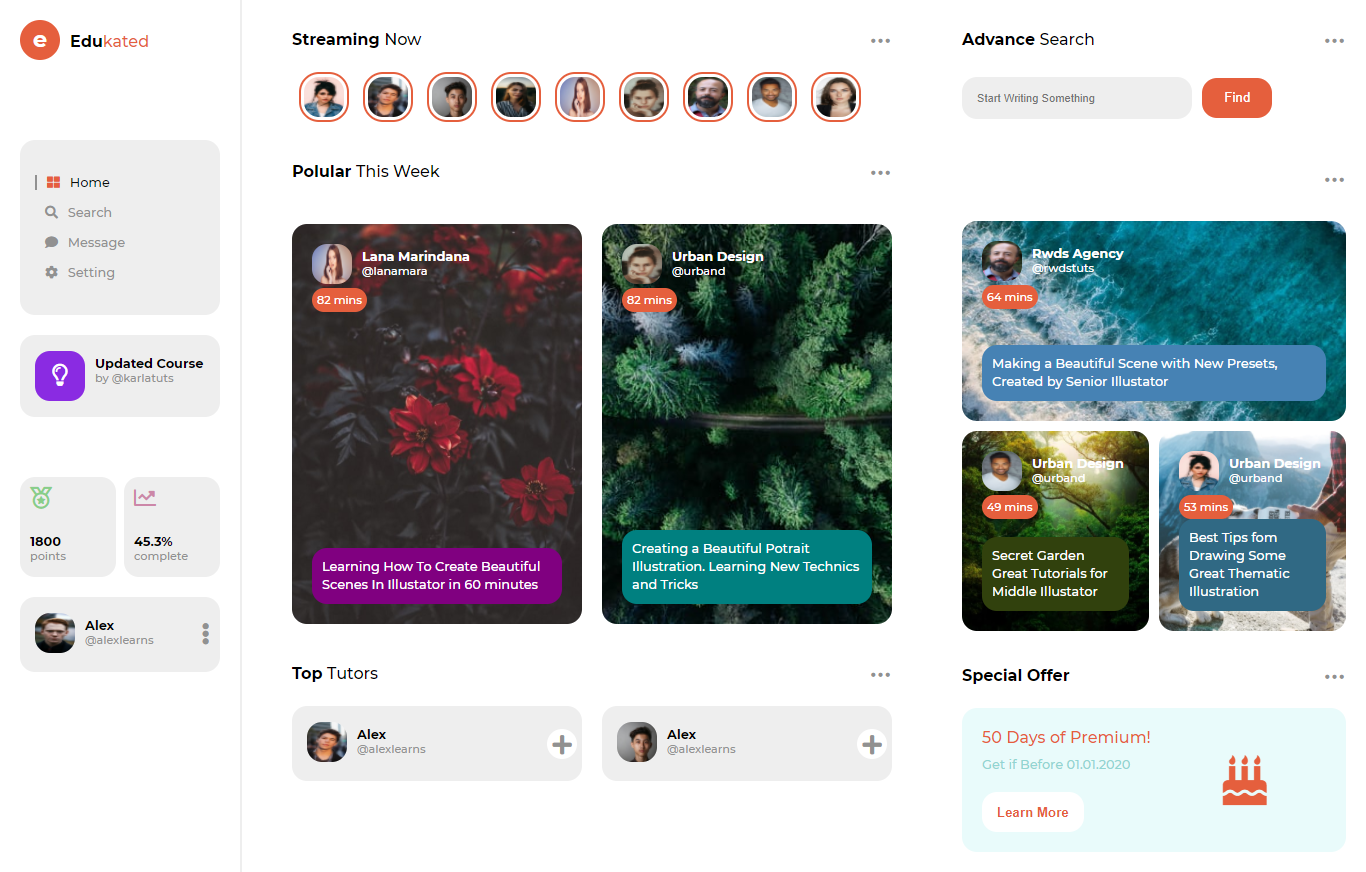 e
Edukated
Home
Search
Message
Setting
Updated Course
by @karlatuts
1800
points
45.3%
complete
Alex
@alexlearns
Streaming Now
Polular This Week
Lana Marindana
@lanamara
82 mins
Learning How To Create Beautiful
Scenes In Illustator in 60 minutes
Urban Design
@urband
82 mins
Creating a Beautiful Potrait
Illustration. Learning New Technics
and Tricks
Top Tutors
Alex
@alexlearns
Alex
@alexlearns
Advance Search
Start Writing Something
Find
Rwds Agency
@rwdstuts
64 mins
Making a Beautiful Scene with New Presets,
Created by Senior Illustator
Urban Design
@urband
49 mins
Secret Garden
Great Tutorials for
Middle Illustator
Urban Design
@urband
53 mins
Best Tips fom
Drawing Some
Great Thematic
Illustration
Special Offer
50 Days of Premium!
Get if Before 01.01.2020
Learn More